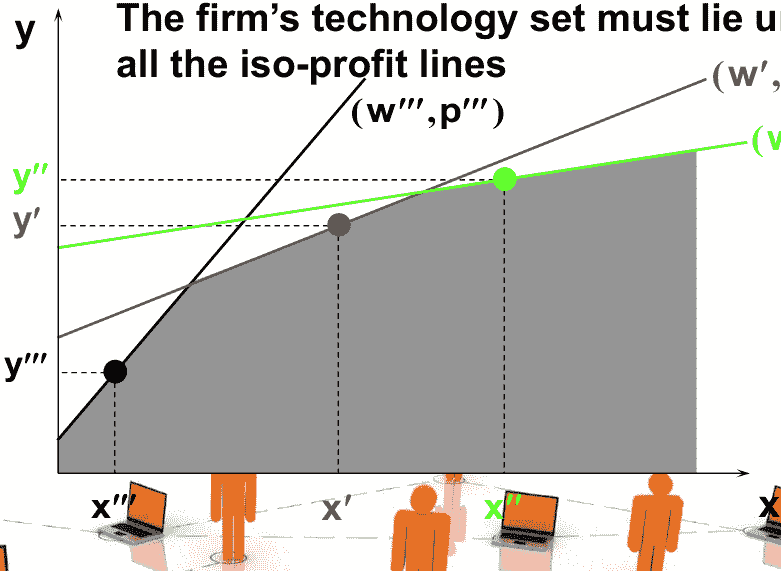 y
The firm's technology set must lie
all the iso-profit lines
(w′,
(w‴,p‴)
(w
y″
y′
y‴
x‴
x′
x″
x